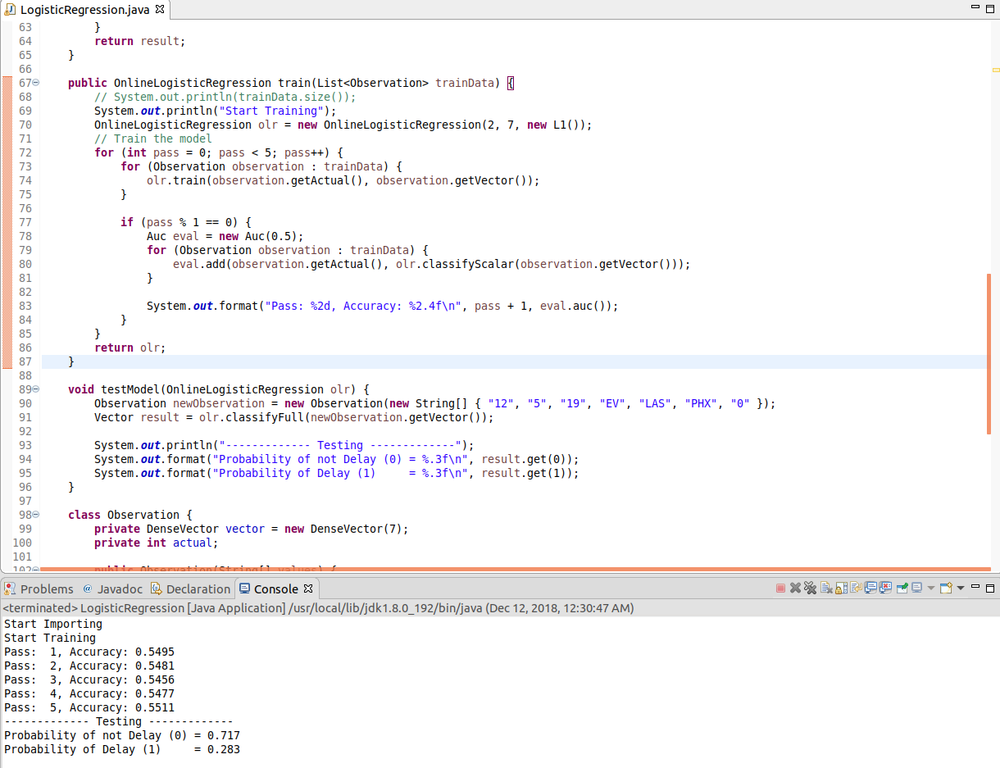 LogisticRegression.java
63         }
64         return result;
65     }
66
67     public OnlineLogisticRegression train(List<Observation> trainData) {
68         // System.out.println(trainData.size());
69         System.out.println("Start Training");
70         OnlineLogisticRegression olr = new OnlineLogisticRegression(2, 7, new L1());
71         // Train the model
72         for (int pass = 0; pass < 5; pass++) {
73             for (Observation observation : trainData) {
74                 olr.train(observation.getActual(), observation.getVector());
75             }
76
77             if (pass % 1 == 0) {
78                 Auc eval = new Auc(0.5);
79                 for (Observation observation : trainData) {
80                     eval.add(observation.getActual(), olr.classifyScalar(observation.getVector()));
81                 }
82
83                 System.out.format("Pass: %2d, Accuracy: %2.4f\n", pass + 1, eval.auc());
84             }
85         }
86         return olr;
87     }
88
89     void testModel(OnlineLogisticRegression olr) {
90         Observation newObservation = new Observation(new String[] { "12", "5", "19", "EV", "LAS", "PHX", "0" });
91         Vector result = olr.classifyFull(newObservation.getVector());
92
93         System.out.println("------------- Testing -------------");
94         System.out.format("Probability of not Delay (0) = %.3f\n", result.get(0));
95         System.out.format("Probability of Delay (1)     = %.3f\n", result.get(1));
96     }
97
98     class Observation {
99         private DenseVector vector = new DenseVector(7);
100         private int actual;
101
102         public Observation(String[] values) {
Problems @ Javadoc Declaration Console
<terminated> LogisticRegression [Java Application] /usr/local/lib/jdk1.8.0_192/bin/java (Dec 12, 2018, 12:30:47 AM)
Start Importing
Start Training
Pass:  1, Accuracy: 0.5495
Pass:  2, Accuracy: 0.5481
Pass:  3, Accuracy: 0.5456
Pass:  4, Accuracy: 0.5477
Pass:  5, Accuracy: 0.5511
------------- Testing -------------
Probability of not Delay (0) = 0.717
Probability of Delay (1)     = 0.283